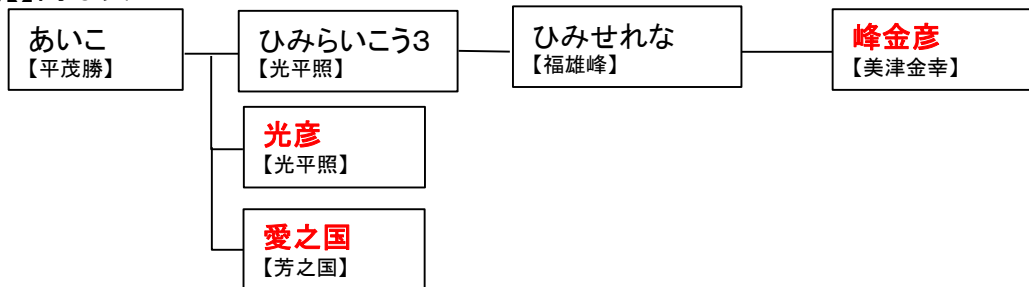 あいこ
【平茂勝】
ひみらいこう3
【光平照】
ひみせれな
【福雄峰】
峰金彦
【美津金幸】
光彦
【光平照】
愛之国
【芳之国】